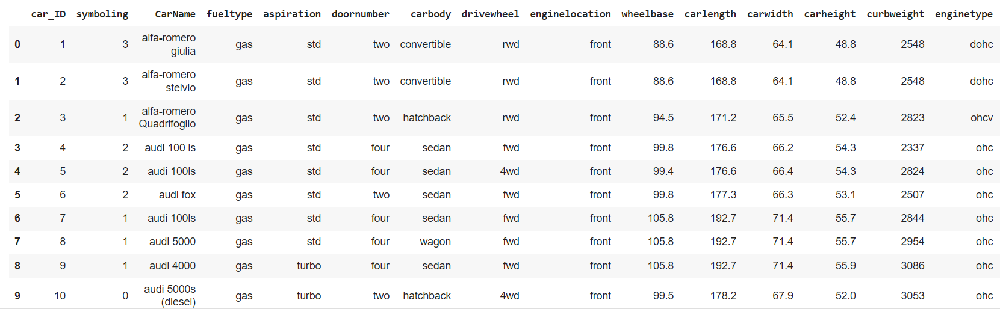 car_ID symboling CarName fueltype aspiration doornumber carbody drivewheel enginelocation wheelbase carlength carwidth carheight curbweight enginetype
0 1 3 alfa-romero giulia gas std two convertible rwd front 88.6 168.8 64.1 48.8 2548 dohc
1 2 3 alfa-romero stelvio gas std two convertible rwd front 88.6 168.8 64.1 48.8 2548 dohc
2 3 1 alfa-romero Quadrifoglio gas std two hatchback rwd front 94.5 171.2 65.5 52.4 2823 ohcv
3 4 2 audi 100 ls gas std four sedan fwd front 99.8 176.6 66.2 54.3 2337 ohc
4 5 2 audi 100ls gas std four sedan 4wd front 99.4 176.6 66.4 54.3 2824 ohc
5 6 2 audi fox gas std two sedan fwd front 99.8 177.3 66.3 53.1 2507 ohc
6 7 1 audi 100ls gas std four sedan fwd front 105.8 192.7 71.4 55.7 2844 ohc
7 8 1 audi 5000 gas std four wagon fwd front 105.8 192.7 71.4 55.7 2954 ohc
8 9 1 audi 4000 gas turbo four sedan fwd front 105.8 192.7 71.4 55.9 3086 ohc
9 10 0 audi 5000s (diesel) gas turbo two hatchback 4wd front 99.5 178.2 67.9 52.0 3053 ohc